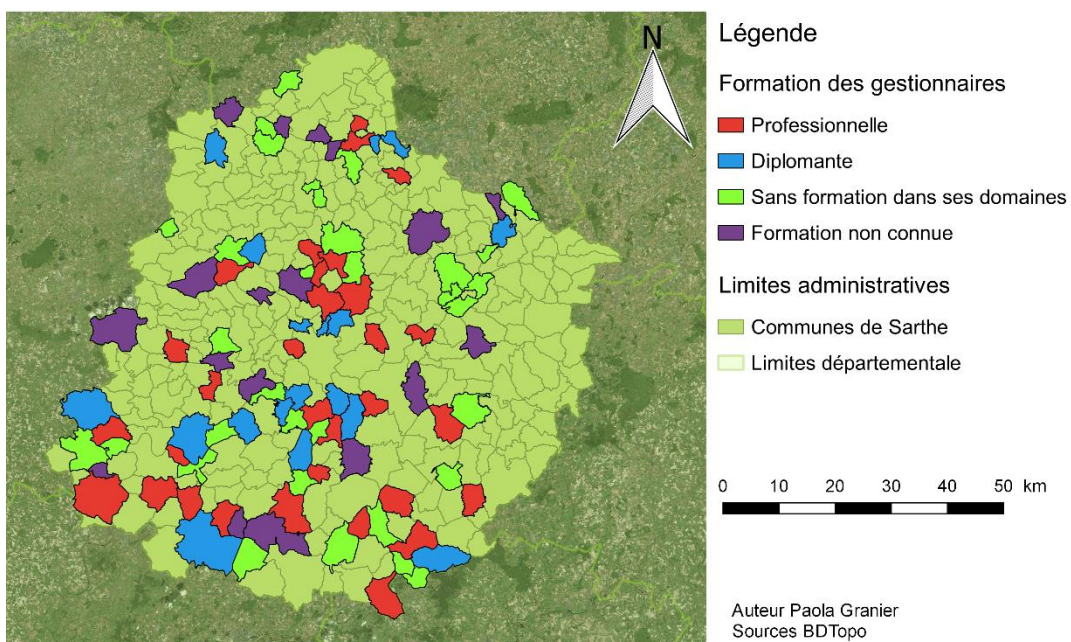 Légende
N
Formation des gestionnaires
Professionnelle
Diplomante
Sans formation dans ses domaines
Formation non connue
Limites administratives
Communes de Sarthe
Limites départementale
0 10 20 30 40 50 km
Auteur Paola Granier
Sources BDTopo